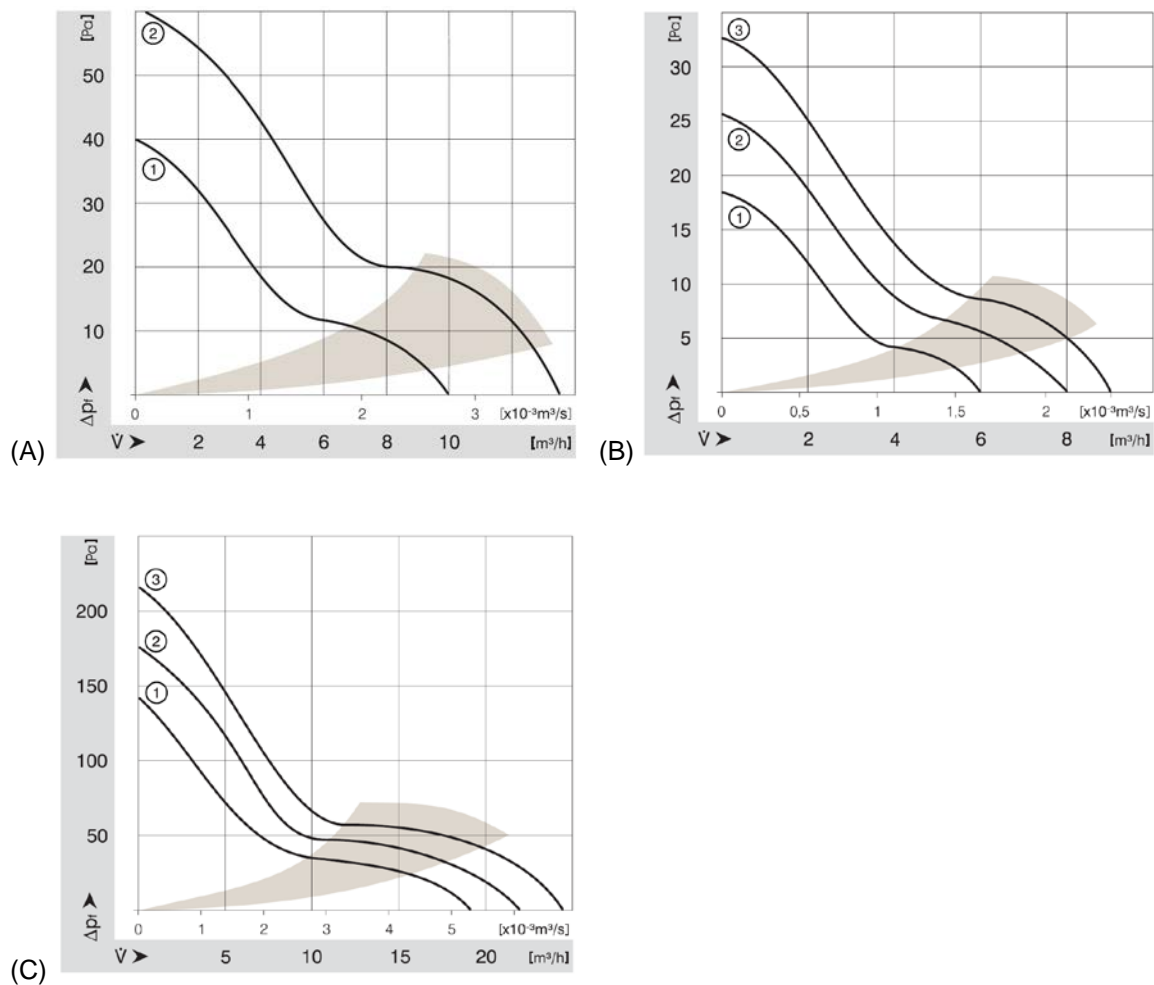 [Pa]
50
40
30
20
10
Δpf ➤
②
①
0 1 2 3 [x10-3m³/s]
V̇ ➤ 2 4 6 8 10 [m³/h]
(A)
[Pa]
30
25
20
15
10
5
Δpf ➤
③
②
①
0 0,5 1 1,5 2 [x10-3m³/s]
V̇ ➤ 2 4 6 8 [m³/h]
(B)
[Pa]
200
150
100
50
Δpf ➤
③
②
①
0 1 2 3 4 5 [x10-3m³/s]
V̇ ➤ 5 10 15 20 [m³/h]
(C)